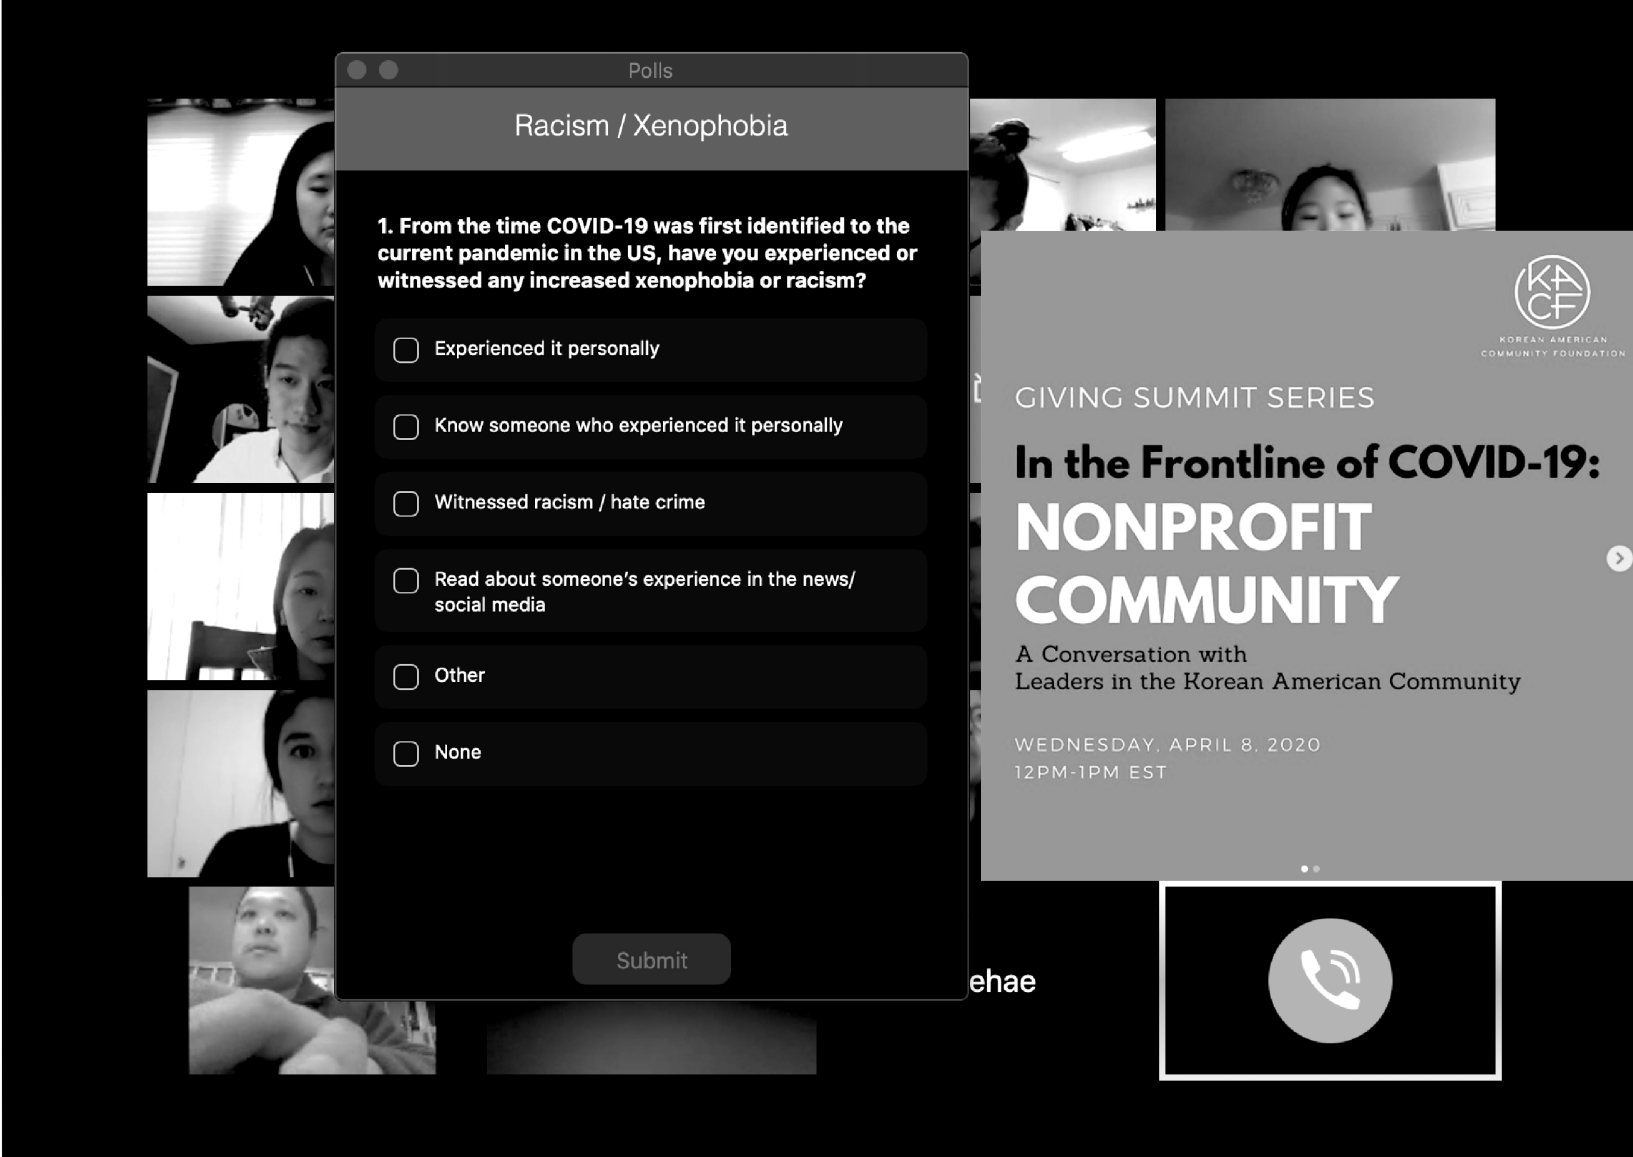 Polls
Racism / Xenophobia
1. From the time COVID-19 was first identified to the
current pandemic in the US, have you experienced or
witnessed any increased xenophobia or racism?
Experienced it personally
Know someone who experienced it personally
Witnessed racism / hate crime
Read about someone’s experience in the news/
social media
Other
None
Submit
KACF
KOREAN AMERICAN
COMMUNITY FOUNDATION
GIVING SUMMIT SERIES
In the Frontline of COVID-19:
NONPROFIT
COMMUNITY
A Conversation with
Leaders in the Korean American Community
WEDNESDAY, APRIL 8, 2020
12PM-1PM EST
ehae